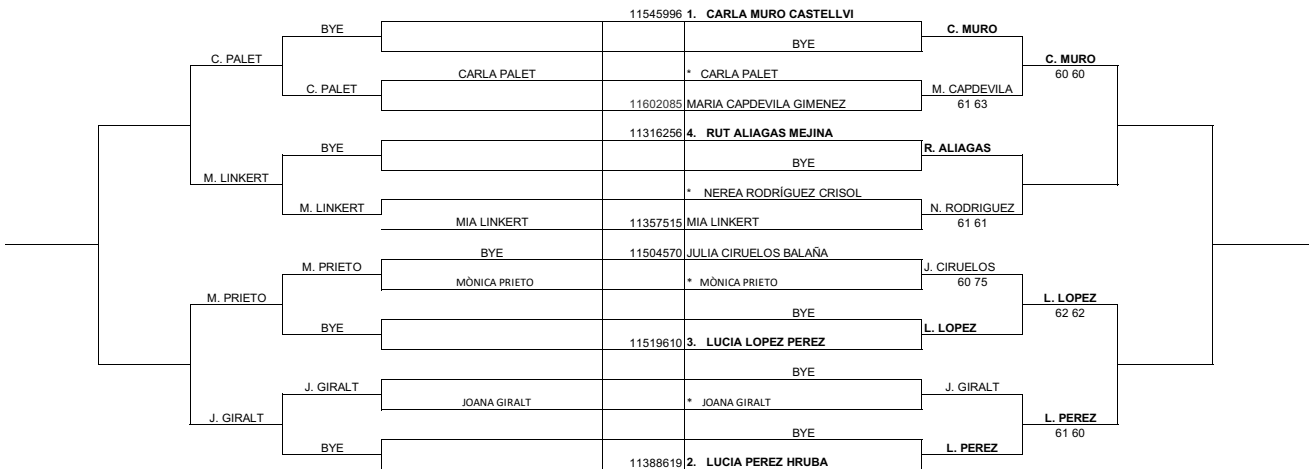 11545996 1. CARLA MURO CASTELLVI
BYE C. MURO
BYE
C. PALET C. MURO
CARLA PALET * CARLA PALET 60 60
C. PALET M. CAPDEVILA
11602085 MARIA CAPDEVILA GIMENEZ 61 63
11316256 4. RUT ALIAGAS MEJINA
BYE R. ALIAGAS
BYE
M. LINKERT
* NEREA RODRÍGUEZ CRISOL
M. LINKERT N. RODRIGUEZ
MIA LINKERT 11357515 MIA LINKERT 61 61
BYE 11504570 JULIA CIRUELOS BALAÑA
M. PRIETO J. CIRUELOS
MÒNICA PRIETO * MÒNICA PRIETO 60 75
M. PRIETO L. LOPEZ
BYE 62 62
BYE L. LOPEZ
11519610 3. LUCIA LOPEZ PEREZ
BYE
J. GIRALT J. GIRALT
JOANA GIRALT * JOANA GIRALT
J. GIRALT L. PEREZ
BYE 61 60
BYE L. PEREZ
11388619 2. LUCIA PEREZ HRUBA